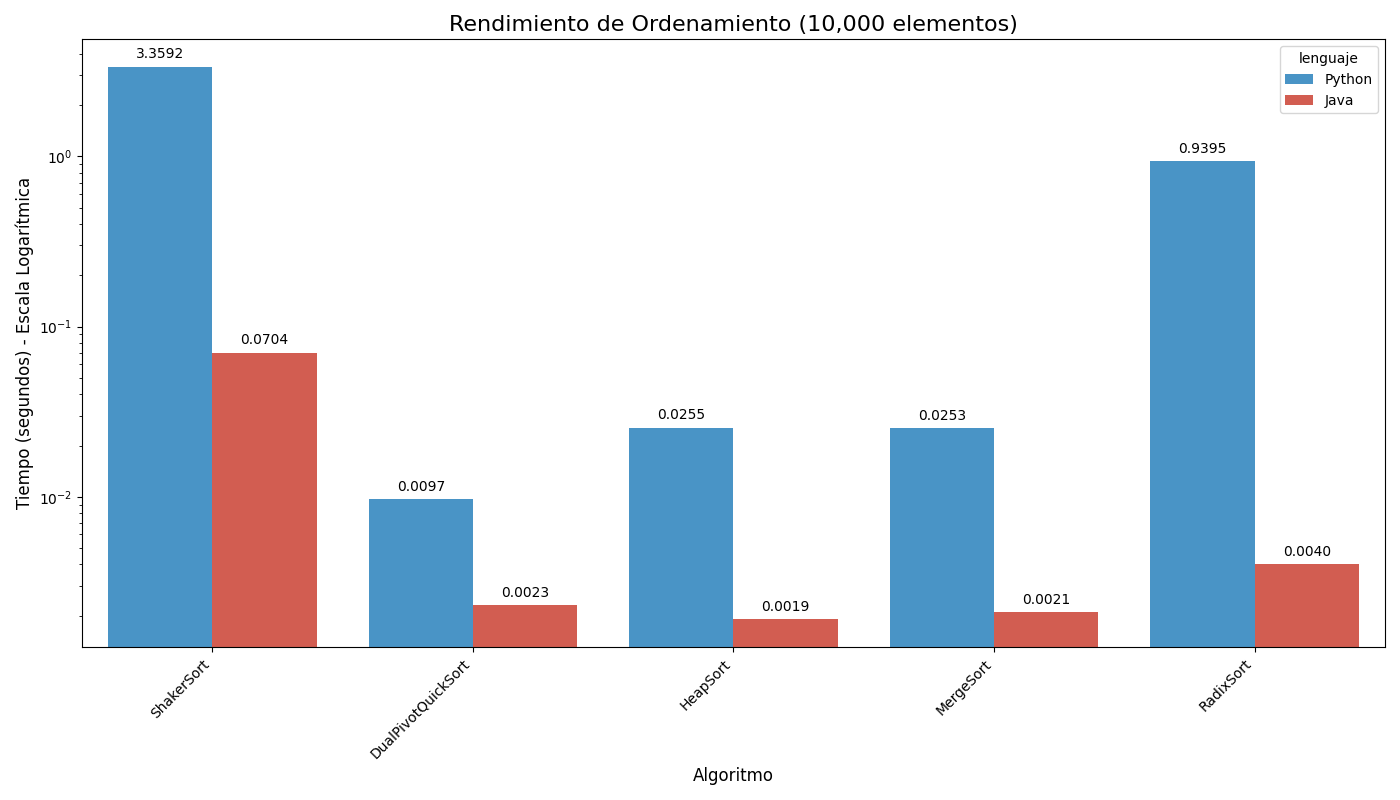 Rendimiento de Ordenamiento (10,000 elementos)
lenguaje
Python
Java
Tiempo (segundos) - Escala Logarítmica
10⁰
10⁻¹
10⁻²
3.3592
0.0704
0.0097
0.0023
0.0255
0.0019
0.0253
0.0021
0.9395
0.0040
ShakerSort
DualPivotQuickSort
HeapSort
MergeSort
RadixSort
Algoritmo